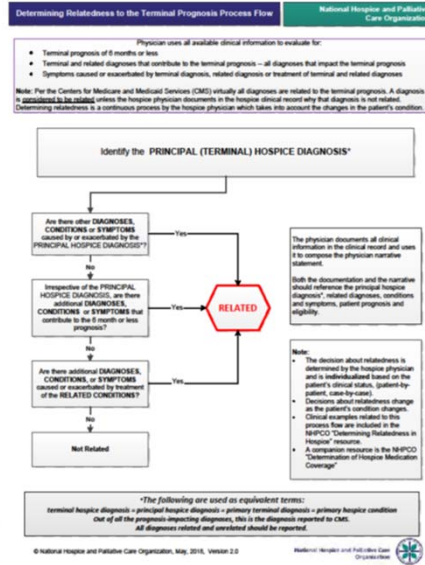 Determining Relatedness to the Terminal Prognosis Process Flow
National Hospice and Palliative
Care Organization
Physician uses all available clinical information to evaluate for:
• Terminal prognosis of 6 months or less
• Terminal and related diagnoses that contribute to the terminal prognosis – all diagnoses that impact the terminal prognosis
• Symptoms caused or exacerbated by terminal diagnosis, related diagnosis or treatment of terminal and related diagnoses
Note: Per the Centers for Medicare and Medicaid Services (CMS) virtually all diagnoses are related to the terminal prognosis. A diagnosis
is considered to be related unless the hospice physician documents in the hospice clinical record why that diagnosis is not related.
Determining relatedness is a continuous process by the hospice physician which takes into account the changes in the patient's condition.
Identify the PRINCIPAL (TERMINAL) HOSPICE DIAGNOSIS*
Are there other DIAGNOSES,
CONDITIONS or SYMPTOMS
caused by or exacerbated by the
PRINCIPAL HOSPICE DIAGNOSIS*?
Yes
No
Irrespective of the PRINCIPAL
HOSPICE DIAGNOSIS, are there
additional DIAGNOSES,
CONDITIONS or SYMPTOMS that
contribute to the 6 month or less
prognosis?
Yes
RELATED
No
Are there additional DIAGNOSES,
CONDITIONS, or SYMPTOMS
caused or exacerbated by treatment
of the RELATED CONDITIONS?
Yes
No
Not Related
The physician documents all clinical
information in the clinical record and uses
it to compose the physician narrative
statement.
Both the documentation and the narrative
should reference the principal hospice
diagnosis*, related diagnoses, conditions
and symptoms, patient prognosis and
eligibility.
Note:
• The decision about relatedness is
determined by the hospice physician
and is individualized based on the
patient's clinical status, (patient-by-
patient, case-by-case).
• Decisions about relatedness change
as the patient's condition changes.
• Clinical examples related to this
process flow are included in the
NHPCO "Determining Relatedness in
Hospice" resource.
• A companion resource is the NHPCO
"Determination of Hospice Medication
Coverage"
*The following are used as equivalent terms:
terminal hospice diagnosis = principal hospice diagnosis = primary terminal diagnosis = primary hospice condition
Out of all the prognosis-impacting diagnoses, this is the diagnosis reported to CMS.
All diagnoses related and unrelated should be reported.
© National Hospice and Palliative Care Organization, May, 2018, Version 2.0
National Hospice and Palliative Care
Organization